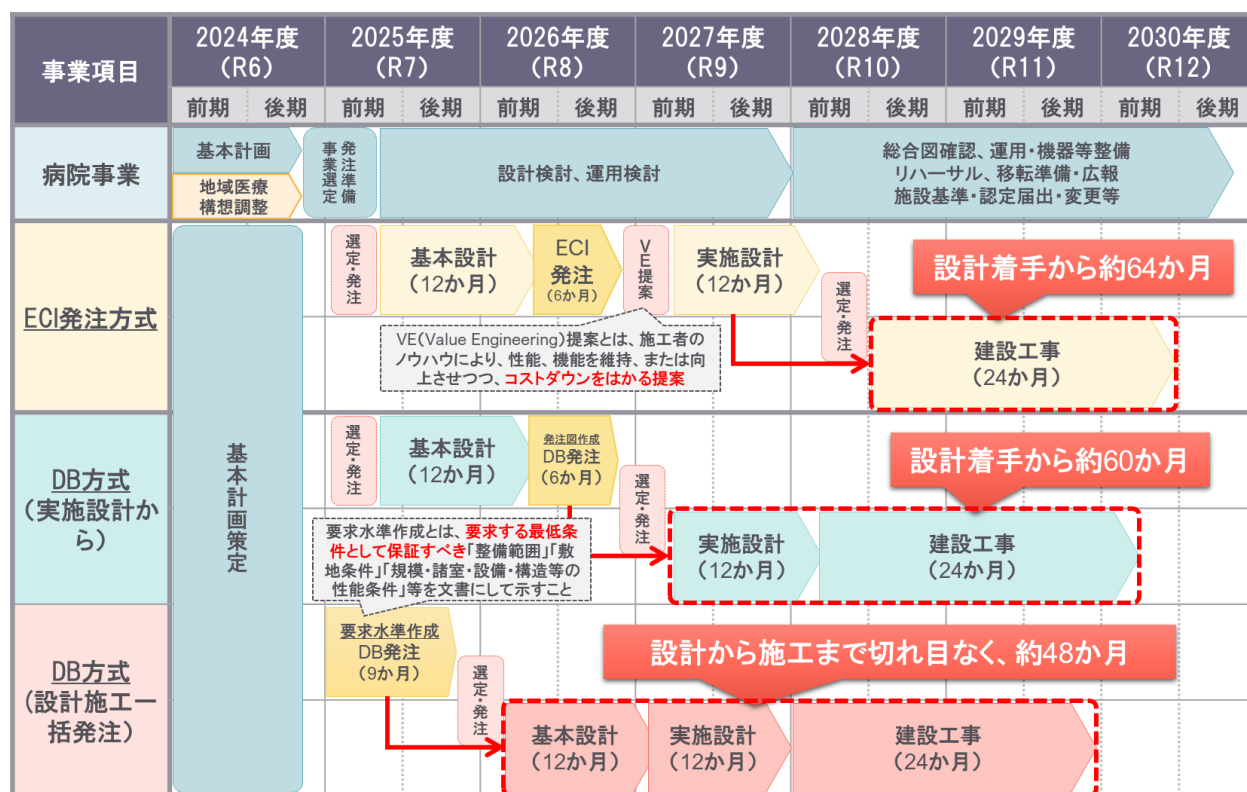 事業項目
2024年度
（R6）
2025年度
（R7）
2026年度
（R8）
2027年度
（R9）
2028年度
（R10）
2029年度
（R11）
2030年度
（R12）
前期
後期
前期
後期
前期
後期
前期
後期
前期
後期
前期
後期
前期
後期
病院事業
基本計画
地域医療
構想調整
発注準備
事業選定
設計検討、運用検討
総合図確認、運用・機器等整備
リハーサル、移転準備・広報
施設基準・認定届出・変更等
基本計画策定
ECI発注方式
選定・発注
基本設計
（12か月）
ECI
発注
（6か月）
VE提案
実施設計
（12か月）
選定・発注
設計着手から約64か月
建設工事
（24か月）
VE（Value Engineering）提案とは、施工者の
ノウハウにより、性能、機能を維持、または向
上させつつ、コストダウンをはかる提案
DB方式
（実施設計か
ら）
選定・発注
基本設計
（12か月）
発注図作成
DB発注
（6か月）
選定・発注
設計着手から約60か月
実施設計
（12か月）
建設工事
（24か月）
要求水準作成とは、要求する最低条
件として保証すべき「整備範囲」「敷
地条件」「規模・諸室・設備・構造等の
性能条件」等を文書にして示すこと
DB方式
（設計施工一
括発注）
要求水準作成
DB発注
（9か月）
選定・発注
設計から施工まで切れ目なく、約48か月
基本設計
（12か月）
実施設計
（12か月）
建設工事
（24か月）